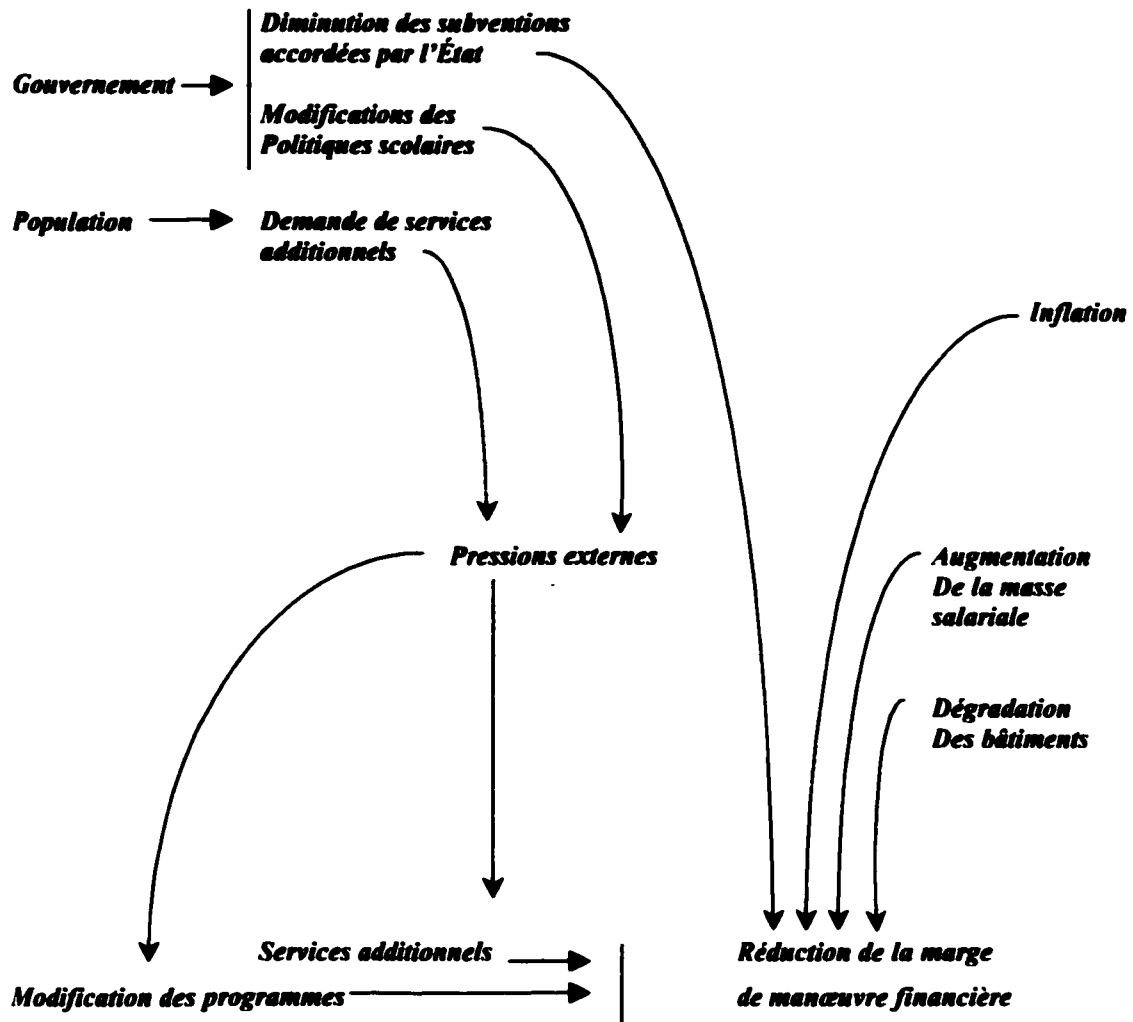 Diminution des subventions
accordées par l'État
Gouvernement
Modifications des
Politiques scolaires
Population
Demande de services
additionnels
Inflation
Pressions externes
Augmentation
De la masse
salariale
Dégradation
Des bâtiments
Services additionnels
Réduction de la marge
Modification des programmes
de manœuvre financière